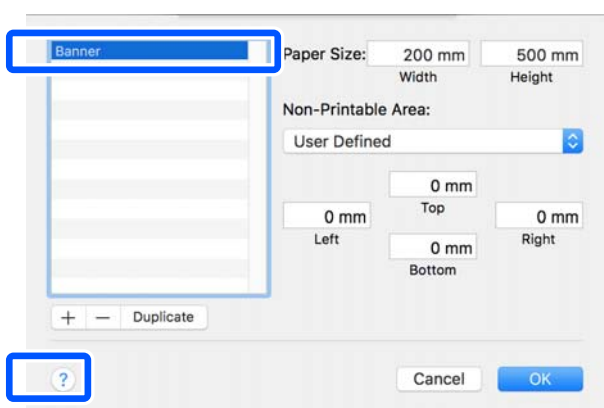 Banner
Paper Size: 200 mm 500 mm
Width Height
Non-Printable Area:
User Defined
0 mm
Top
0 mm 0 mm
Left Right
0 mm
Bottom
+ — Duplicate
? Cancel OK